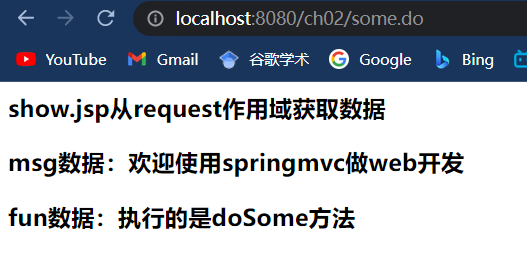 localhost:8080/ch02/some.do
YouTube Gmail 谷歌学术 Google Bing
show.jsp从request作用域获取数据
msg数据：欢迎使用springmvc做web开发
fun数据：执行的是doSome方法